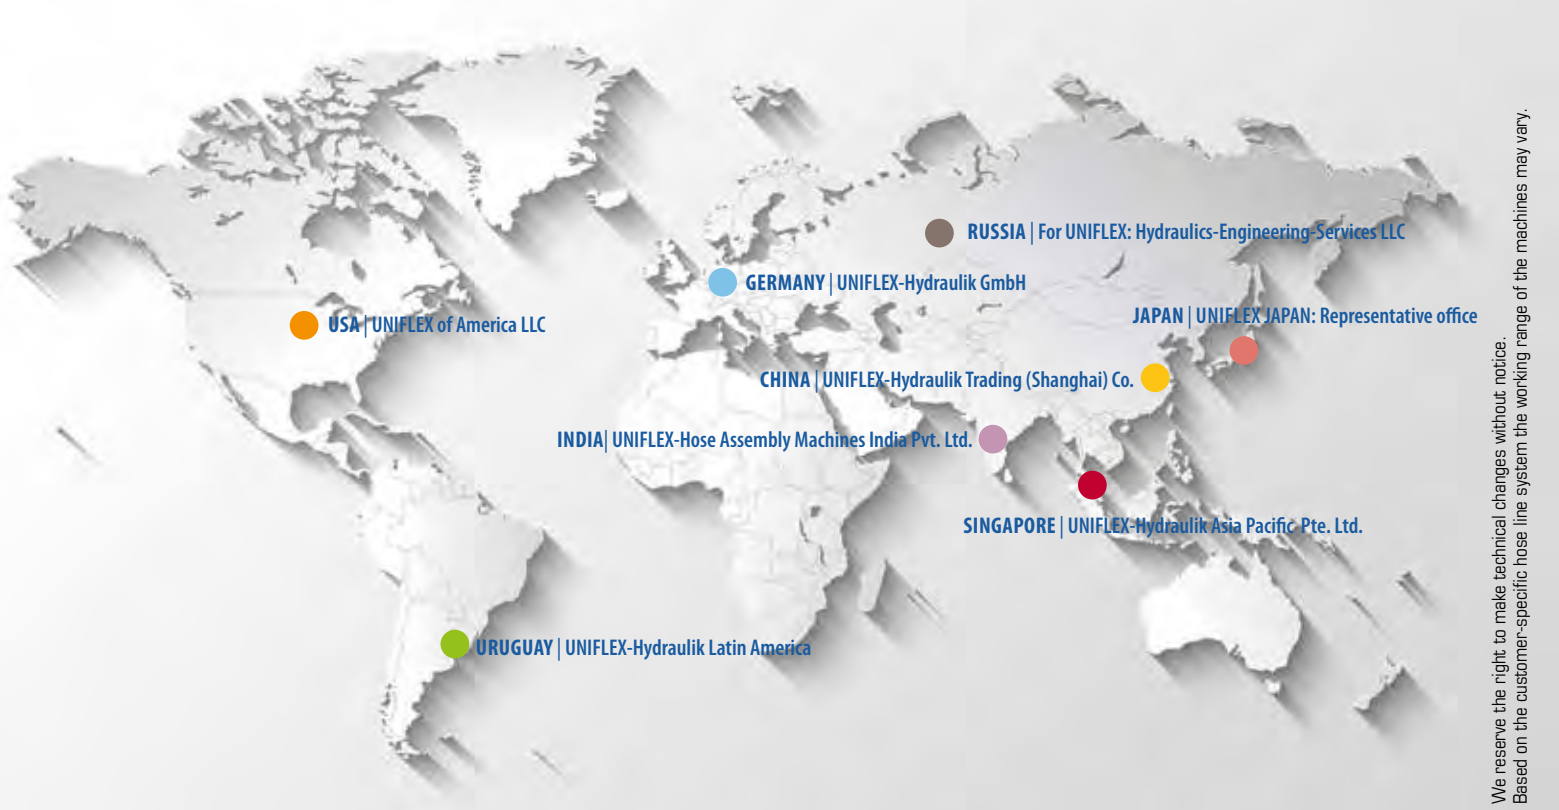 RUSSIA | For UNIFLEX: Hydraulics-Engineering-Services LLC
GERMANY | UNIFLEX-Hydraulik GmbH
JAPAN | UNIFLEX JAPAN: Representative office
USA | UNIFLEX of America LLC
CHINA | UNIFLEX-Hydraulik Trading (Shanghai) Co.
INDIA| UNIFLEX-Hose Assembly Machines India Pvt. Ltd.
SINGAPORE | UNIFLEX-Hydraulik Asia Pacific Pte. Ltd.
URUGUAY | UNIFLEX-Hydraulik Latin America
We reserve the right to make technical changes without notice.
Based on the customer-specific hose line system the working range of the machines may vary.